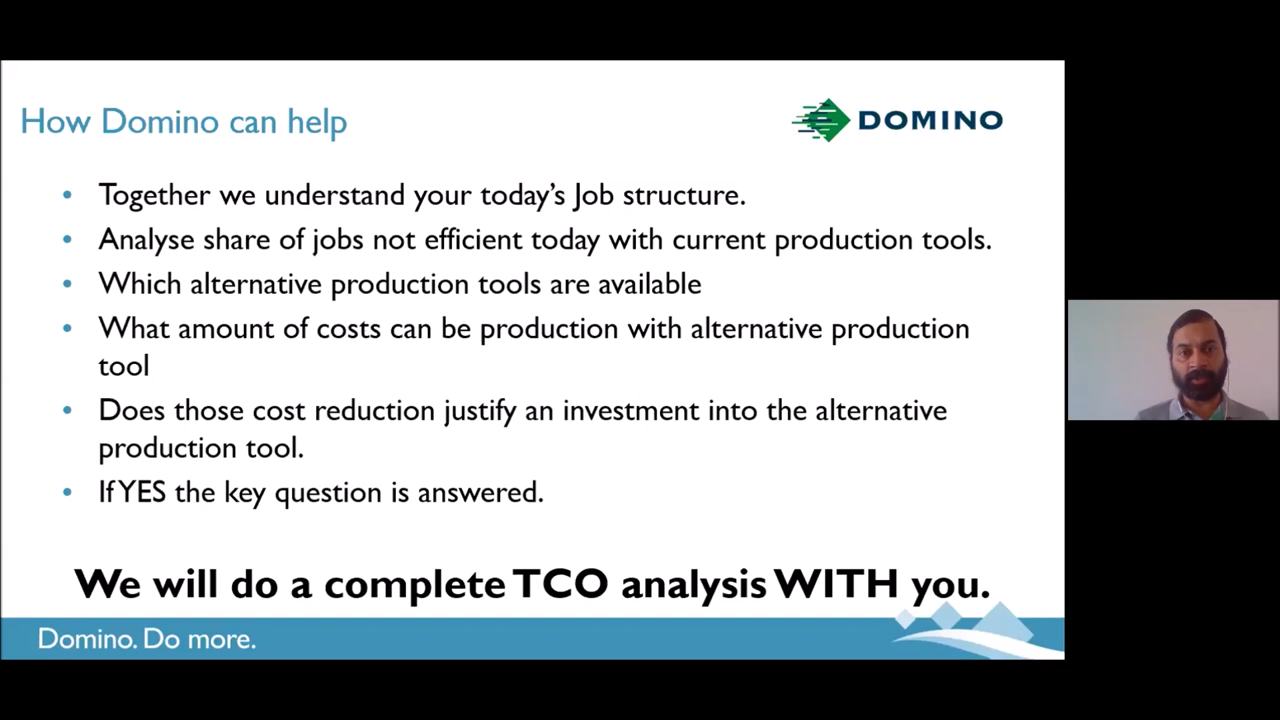 How Domino can help
DOMINO
• Together we understand your today's Job structure.
• Analyse share of jobs not efficient today with current production tools.
• Which alternative production tools are available
• What amount of costs can be production with alternative production
tool
• Does those cost reduction justify an investment into the alternative
production tool.
• If YES the key question is answered.
We will do a complete TCO analysis WITH you.
Domino. Do more.